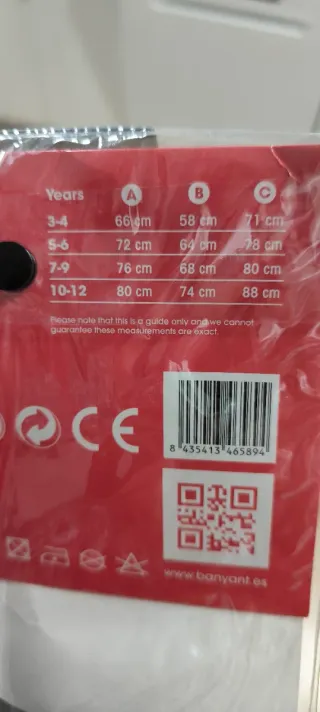 Years A B C
3-4 66 cm 58 cm 71 cm
5-6 72 cm 64 cm 78 cm
7-9 76 cm 68 cm 80 cm
10-12 80 cm 74 cm 88 cm
Please note that this is a guide only and we cannot
guarantee these measurements are exact.
CE
8 435413 465894
www.banyant.es